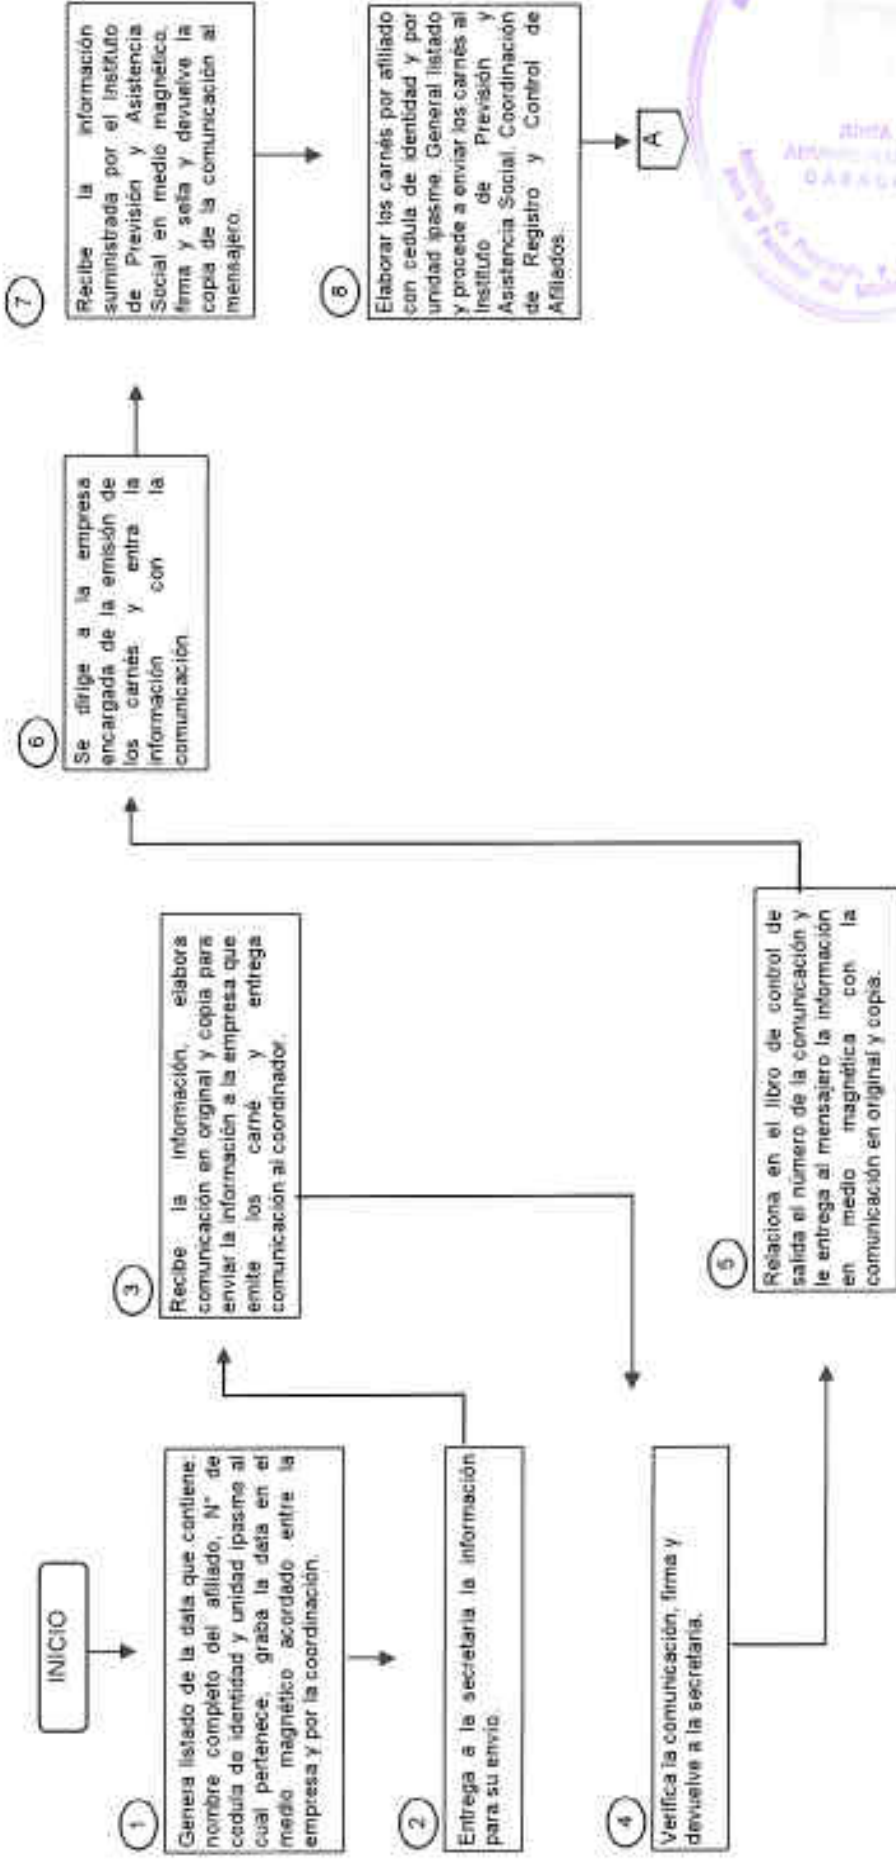 INICIO
1
Genera listado de la data que contiene:
nombre completo del afiliado, N° de
cedula de identidad y unidad ipasme al
cual pertenece, graba la data en el
medio magnético acordado entre la
empresa y por la coordinación.
2
Entrega a la secretaria la información
para su envio.
3
Recibe la información, elabora
comunicación en original y copia para
enviar la información a la empresa que
emite los carné y entrega
comunicación al coordinador.
4
Verifica la comunicación, firma y
devuelve a la secretaria.
5
Relaciona en el libro de control de
salida el número de la comunicación y
le entrega al mensajero la información
en medio magnética con la
comunicación en original y copia.
6
Se dirige a la empresa
encargada de la emisión de
los carnés y entra la
información con la
comunicación.
7
Recibe la información
suministrada por el Instituto
de Previsión y Asistencia
Social en medio magnético,
firma y sella y devuelve la
copia de la comunicación al
mensajero.
8
Elaborar los carnés por afiliado
con cedula de identidad y por
unidad ipasme. General listado
y procede a enviar los carnés al
Instituto de Previsión y
Asistencia Social. Coordinación
de Registro y Control de
Afiliados.
A
JUNTA